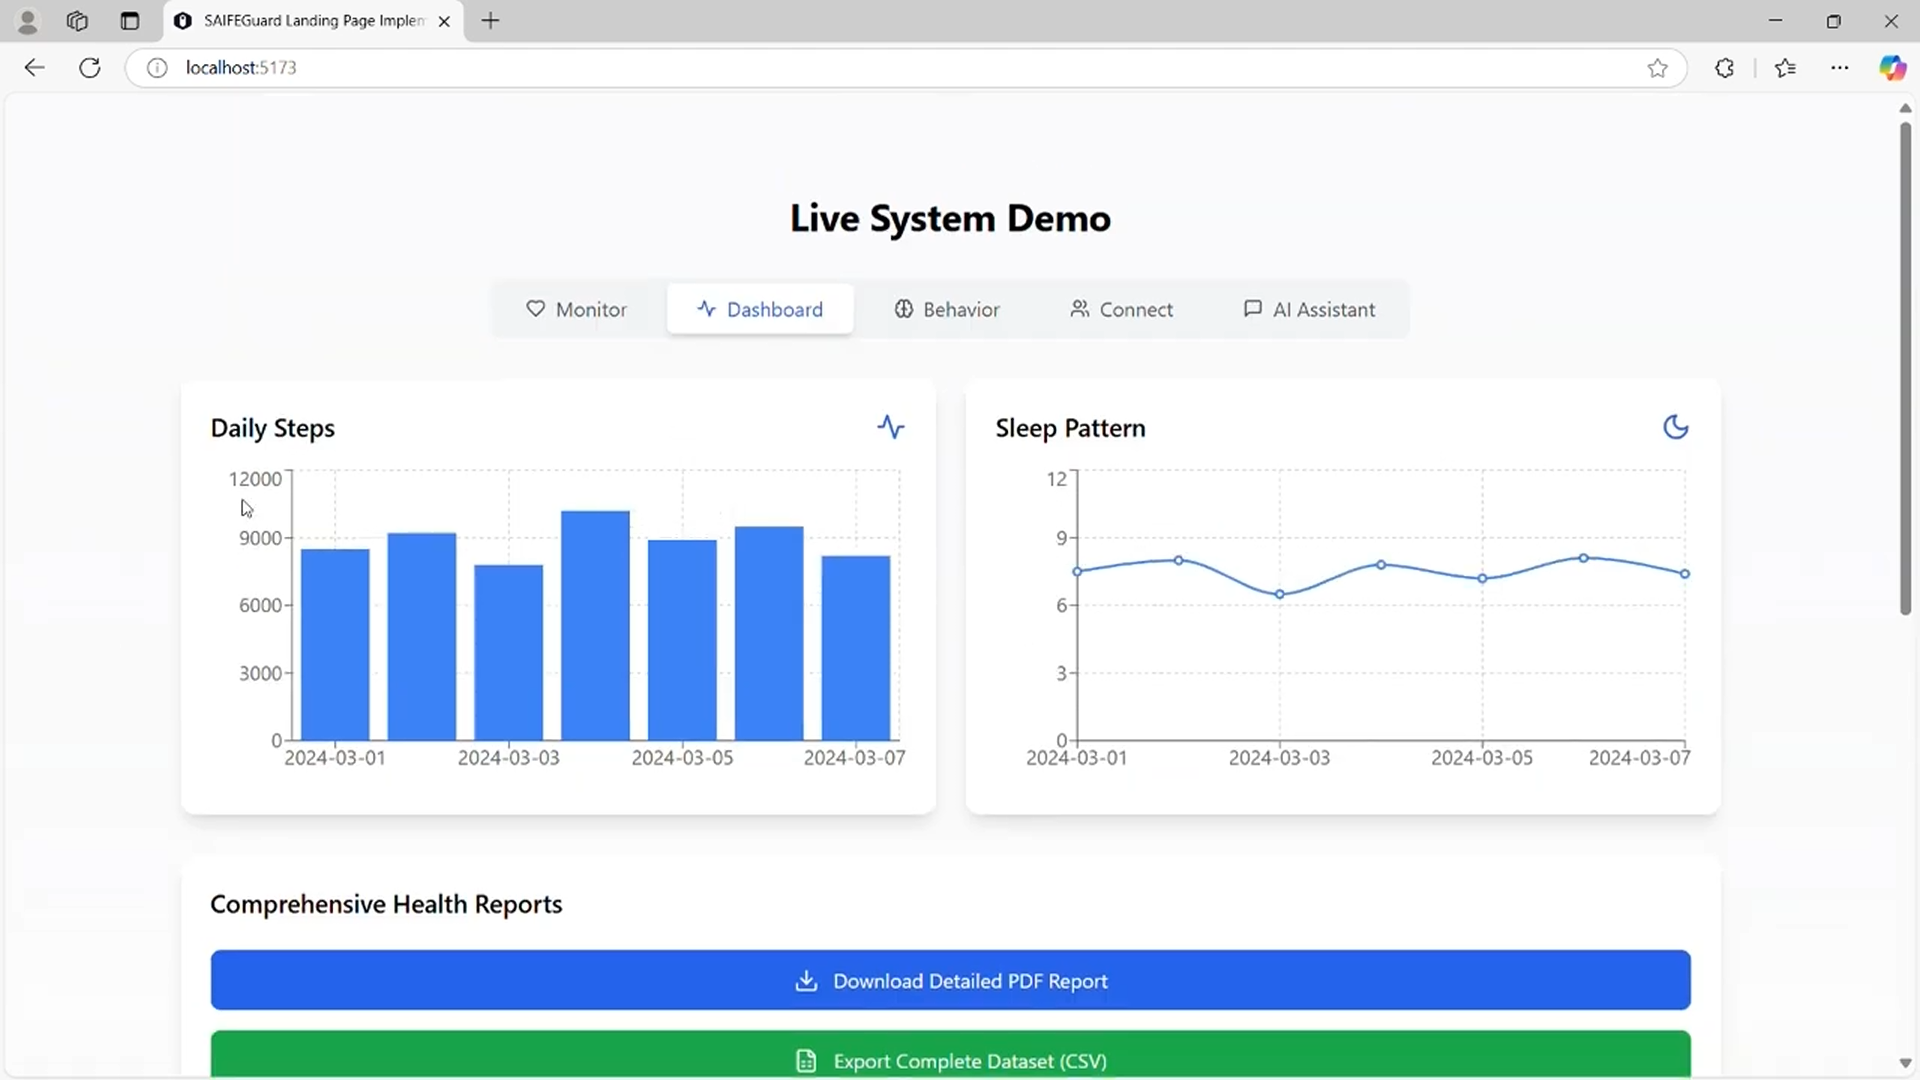 SAIFEGuard Landing Page Implem
localhost:5173
Live System Demo
Monitor
Dashboard
Behavior
Connect
AI Assistant
Daily Steps
12000
9000
6000
3000
0
2024-03-01
2024-03-03
2024-03-05
2024-03-07
Sleep Pattern
12
9
6
3
0
2024-03-01
2024-03-03
2024-03-05
2024-03-07
Comprehensive Health Reports
Download Detailed PDF Report
Export Complete Dataset (CSV)